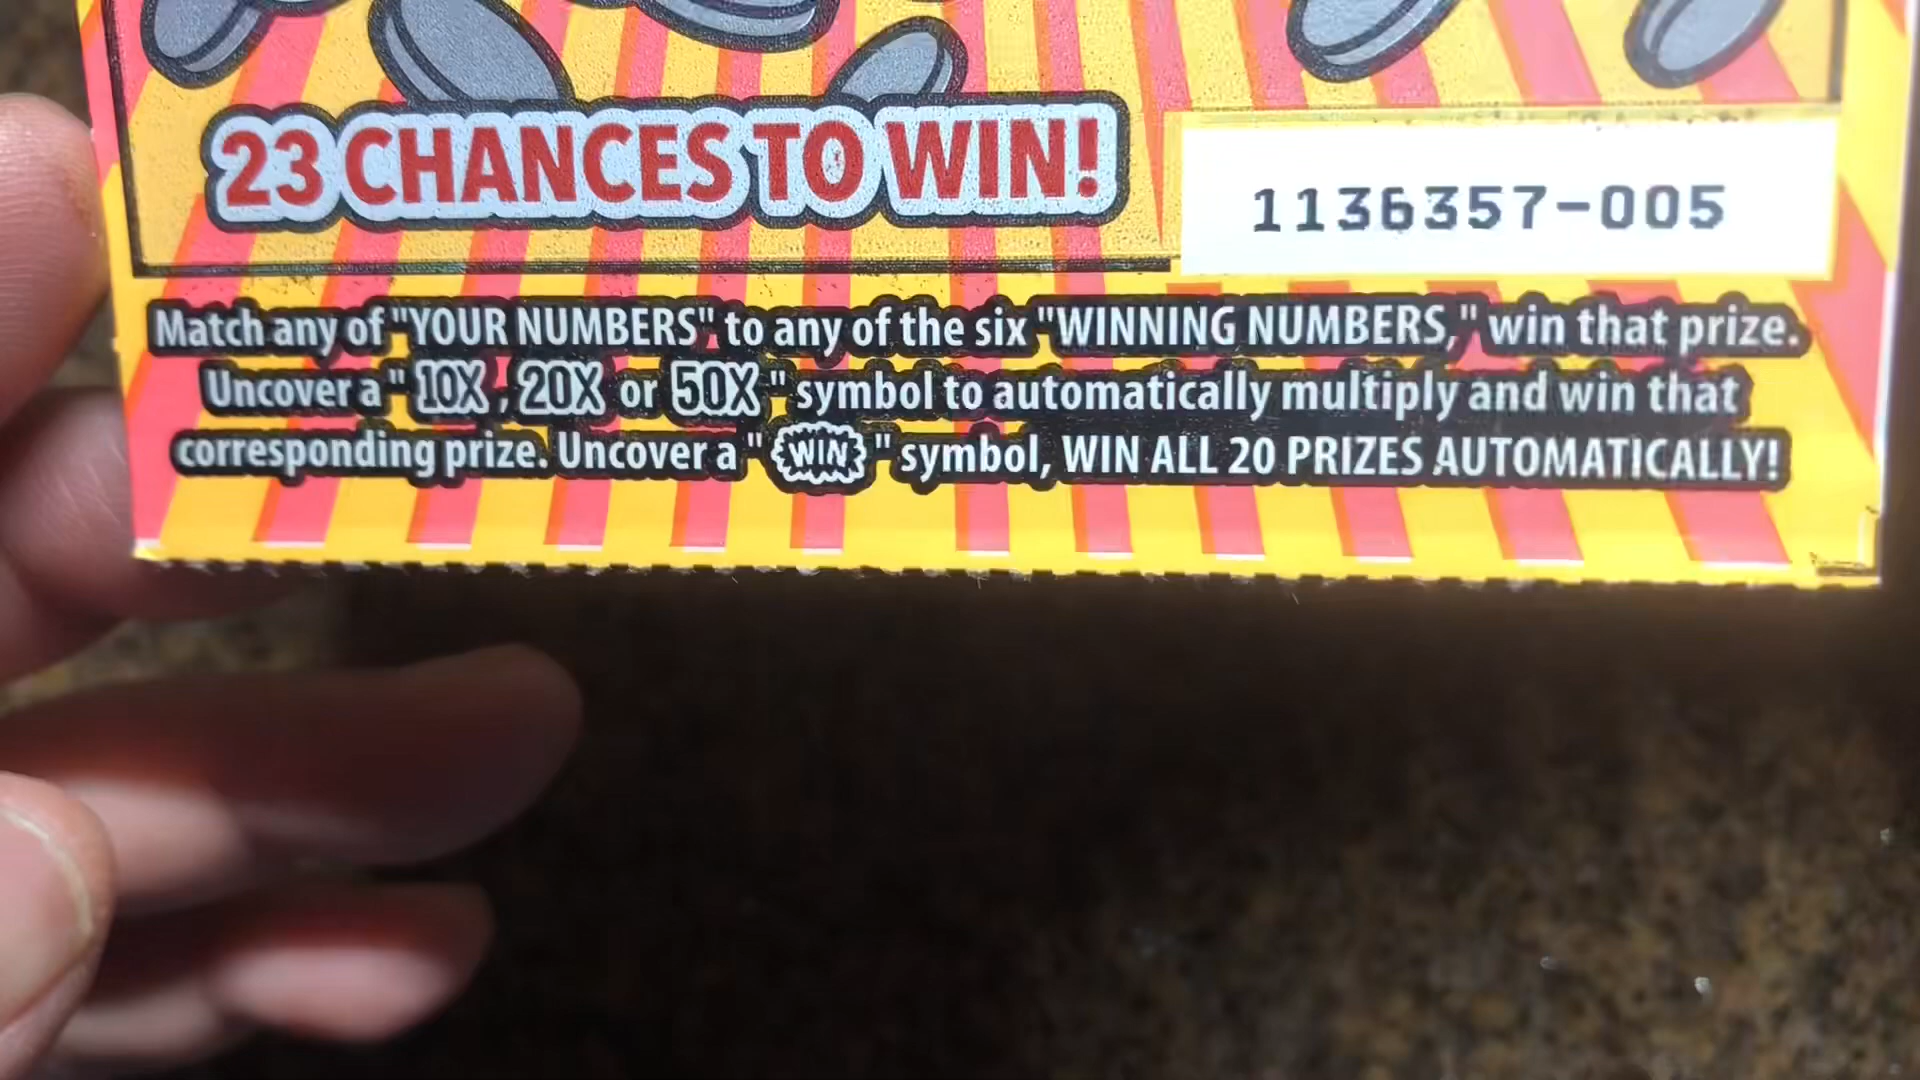 23 CHANCES TO WIN!
1136357-005
Match any of "YOUR NUMBERS" to any of the six "WINNING NUMBERS," win that prize.
Uncover a "10X, 20X or 50X" symbol to automatically multiply and win that
corresponding prize. Uncover a "WIN" symbol, WIN ALL 20 PRIZES AUTOMATICALLY!